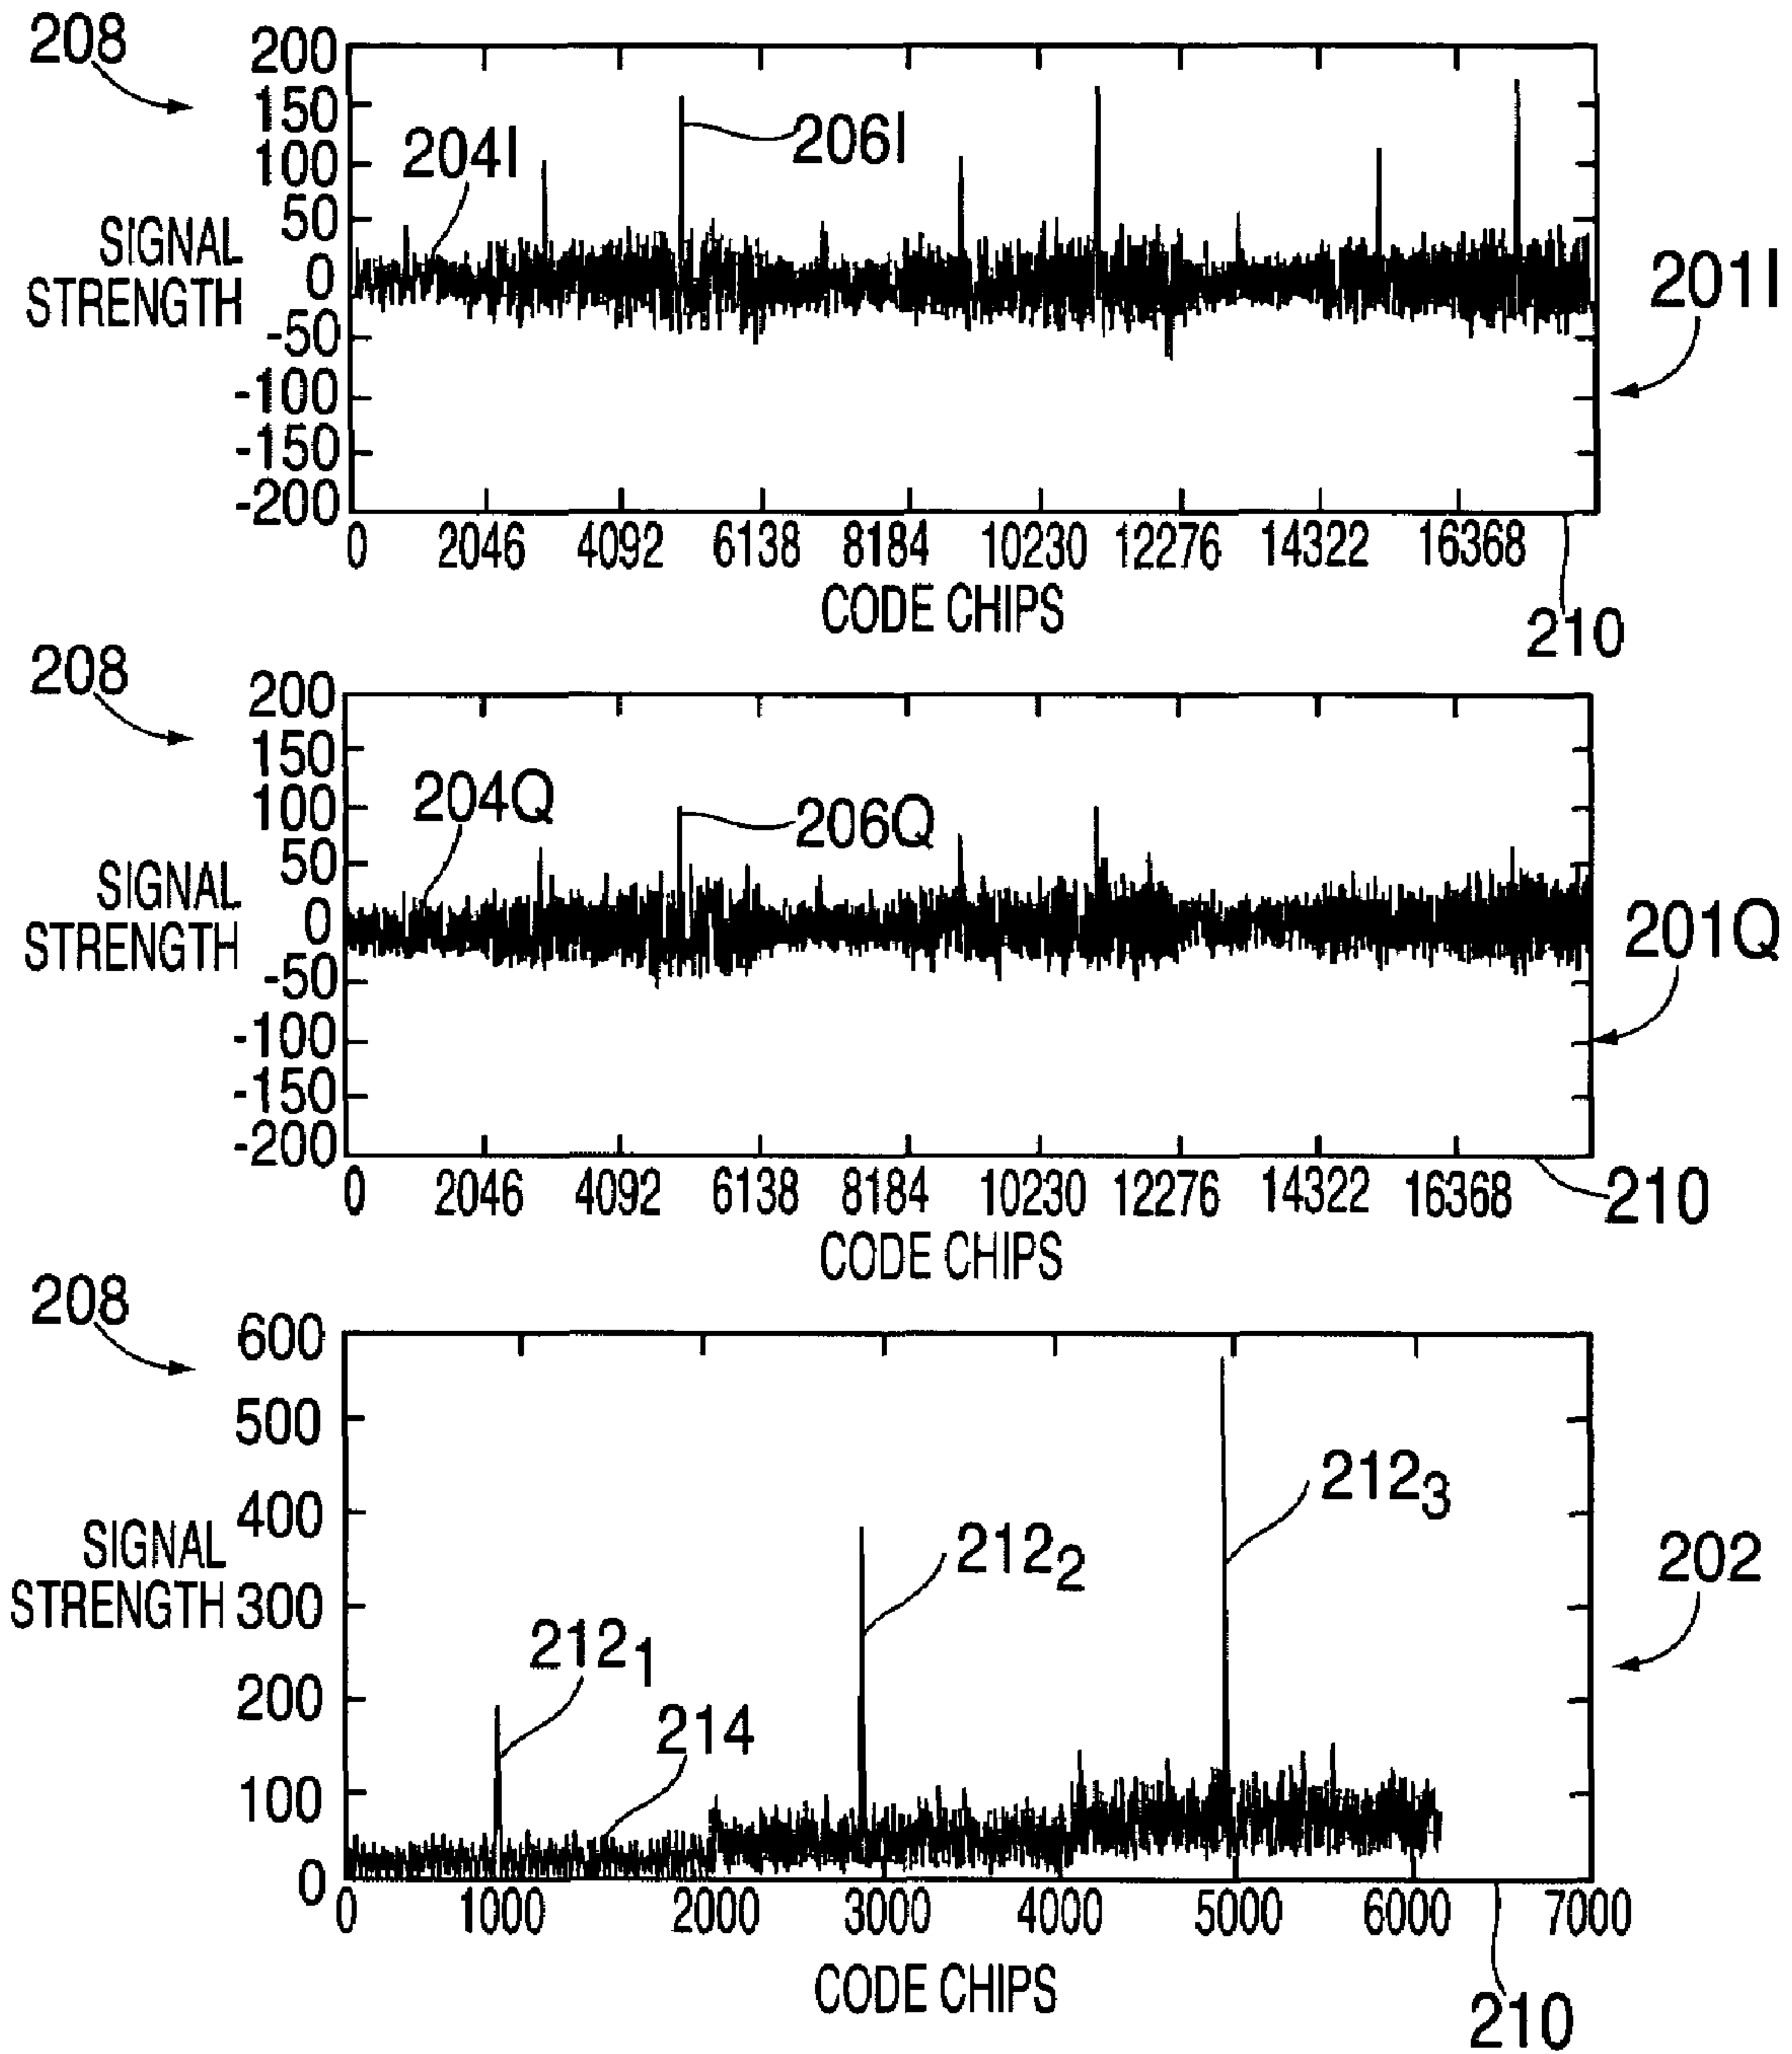 208
200
150
100
50
0
-50
-100
-150
-200
SIGNAL
STRENGTH
204I
206I
201I
0 2046 4092 6138 8184 10230 12276 14322 16368
CODE CHIPS
210
208
200
150
100
50
0
-50
-100
-150
-200
SIGNAL
STRENGTH
204Q
206Q
201Q
0 2046 4092 6138 8184 10230 12276 14322 16368
CODE CHIPS
210
208
600
500
400
300
200
100
0
SIGNAL
STRENGTH
212₁
212₂
212₃
214
202
0 1000 2000 3000 4000 5000 6000 7000
CODE CHIPS
210